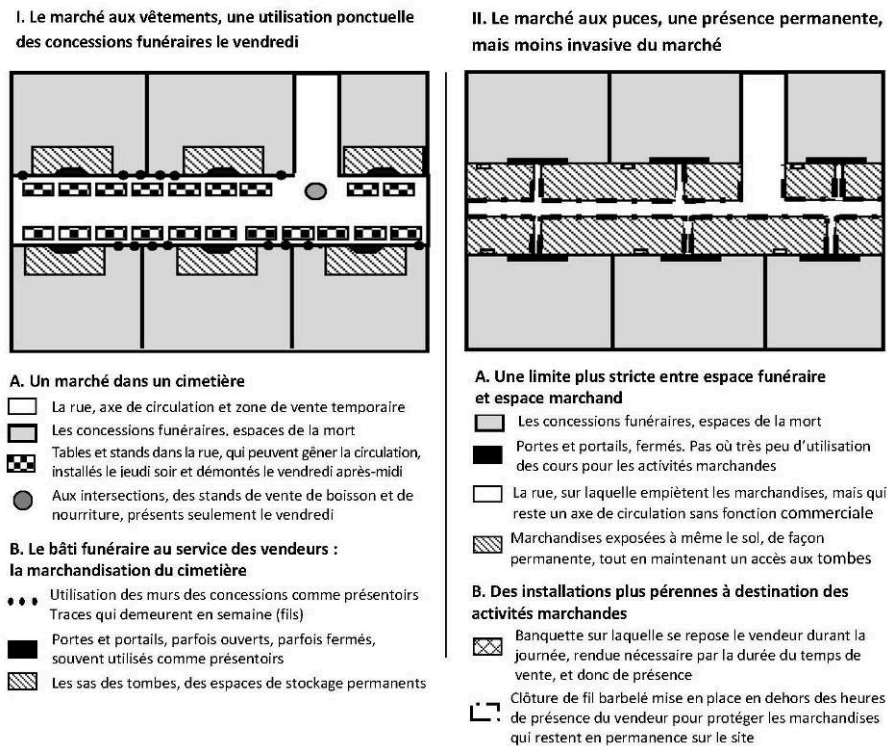 I. Le marché aux vêtements, une utilisation ponctuelle
des concessions funéraires le vendredi
A. Un marché dans un cimetière
La rue, axe de circulation et zone de vente temporaire
Les concessions funéraires, espaces de la mort
Tables et stands dans la rue, qui peuvent gêner la circulation,
installés le jeudi soir et démontés le vendredi après-midi
Aux intersections, des stands de vente de boisson et de
nourriture, présents seulement le vendredi
B. Le bâti funéraire au service des vendeurs :
la marchandisation du cimetière
Utilisation des murs des concessions comme présentoirs
Traces qui demeurent en semaine (fils)
Portes et portails, parfois ouverts, parfois fermés,
souvent utilisés comme présentoirs
Les sas des tombes, des espaces de stockage permanents
II. Le marché aux puces, une présence permanente,
mais moins invasive du marché
A. Une limite plus stricte entre espace funéraire
et espace marchand
Les concessions funéraires, espaces de la mort
Portes et portails, fermés. Pas où très peu d'utilisation
des cours pour les activités marchandes
La rue, sur laquelle empiètent les marchandises, mais qui
reste un axe de circulation sans fonction commerciale
Marchandises exposées à même le sol, de façon
permanente, tout en maintenant un accès aux tombes
B. Des installations plus pérennes à destination des
activités marchandes
Banquette sur laquelle se repose le vendeur durant la
journée, rendue nécessaire par la durée du temps de
vente, et donc de présence
Clôture de fil barbelé mise en place en dehors des heures
de présence du vendeur pour protéger les marchandises
qui restent en permanence sur le site